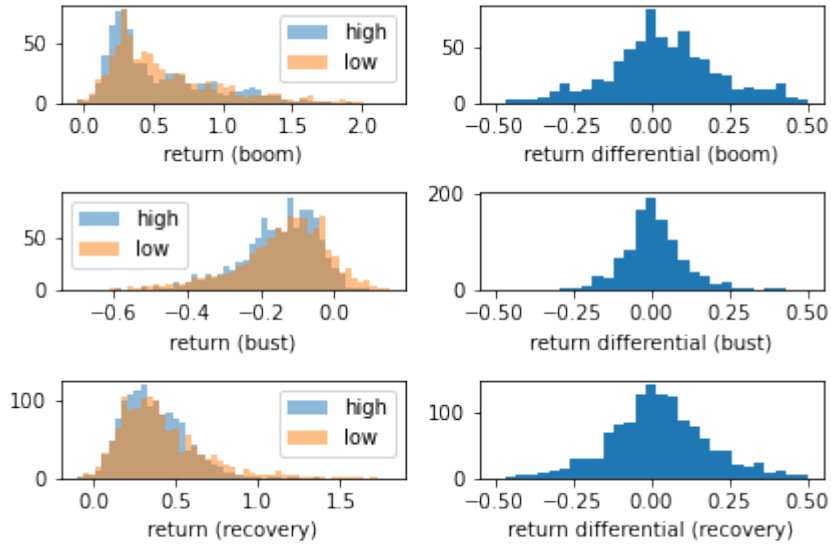 50
0
high
low
0.0 0.5 1.0 1.5 2.0
return (boom)
50
0
−0.50 −0.25 0.00 0.25 0.50
return differential (boom)
50
0
high
low
−0.6 −0.4 −0.2 0.0
return (bust)
200
100
0
−0.50 −0.25 0.00 0.25 0.50
return differential (bust)
100
0
high
low
0.0 0.5 1.0 1.5
return (recovery)
100
0
−0.50 −0.25 0.00 0.25 0.50
return differential (recovery)